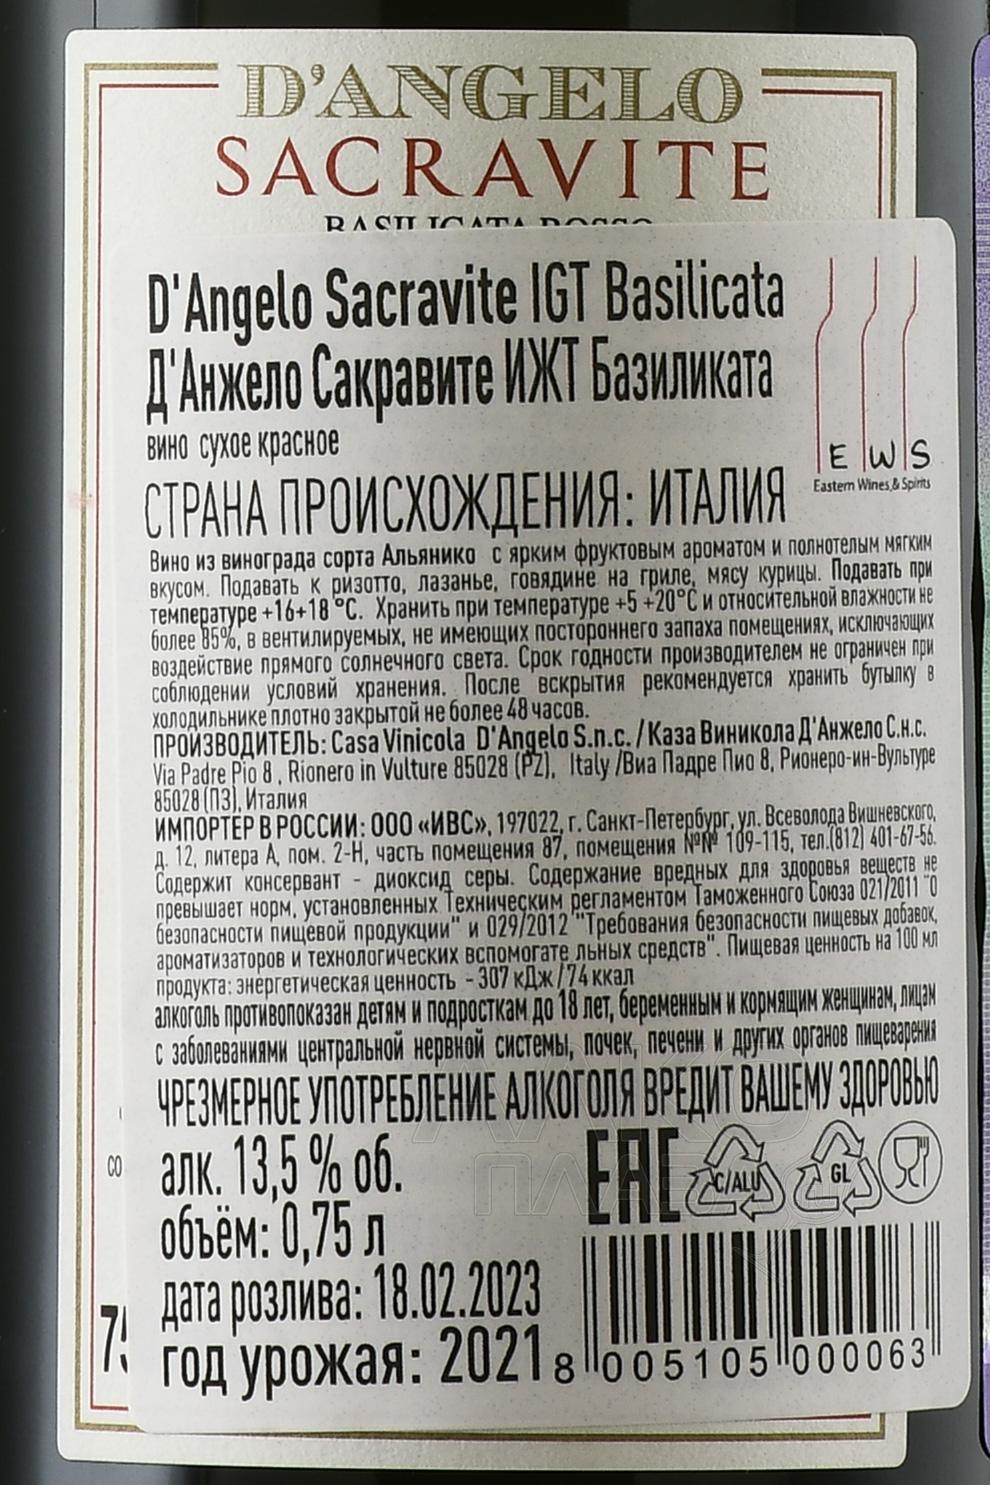 D'ANGELO
SACRAVITE
BASILICATA ROSSO
D'Angelo Sacravite IGT Basilicata
Д'Анжело Сакравите ИЖТ Базиликата
вино сухое красное
E W S
Eastern Wines & Spirits
СТРАНА ПРОИСХОЖДЕНИЯ: ИТАЛИЯ
Вино из винограда сорта Альянико с ярким фруктовым ароматом и полнотелым мягким
вкусом. Подавать к ризотто, лазанье, говядине на гриле, мясу курицы. Подавать при
температуре +16+18 °С. Хранить при температуре +5 +20°С и относительной влажности не
более 85%, в вентилируемых, не имеющих постороннего запаха помещениях, исключающих
воздействие прямого солнечного света. Срок годности производителем не ограничен при
соблюдении условий хранения. После вскрытия рекомендуется хранить бутылку в
холодильнике плотно закрытой не более 48 часов.
ПРОИЗВОДИТЕЛЬ: Casa Vinicola D'Angelo S.n.c. / Каза Виникола Д'Анжело С.н.с.
Via Padre Pio 8 , Rionero in Vulture 85028 (PZ), Italy /Виа Падре Пио 8, Рионеро-ин-Вультуре
85028 (ПЗ), Италия
ИМПОРТЕР В РОССИИ: ООО «ИВС», 197022, г. Санкт-Петербург, ул. Всеволода Вишневского,
д. 12, литера А, пом. 2-Н, часть помещения 87, помещения №№ 109-115, тел.(812) 401-67-56.
Содержит консервант - диоксид серы. Содержание вредных для здоровья веществ не
превышает норм, установленных Техническим регламентом Таможенного Союза 021/2011 "О
безопасности пищевой продукции" и 029/2012 "Требования безопасности пищевых добавок,
ароматизаторов и технологических вспомогате льных средств". Пищевая ценность на 100 мл
продукта: энергетическая ценность - 307 кДж / 74 ккал
алкоголь противопоказан детям и подросткам до 18 лет, беременным и кормящим женщинам, лицам
с заболеваниями центральной нервной системы, почек, печени и других органов пищеварения
ЧРЕЗМЕРНОЕ УПОТРЕБЛЕНИЕ АЛКОГОЛЯ ВРЕДИТ ВАШЕМУ ЗДОРОВЬЮ
алк. 13,5 % об.
EAC C/ALU GL
объём: 0,75 л
дата розлива: 18.02.2023
год урожая: 2021
8 005105 000063